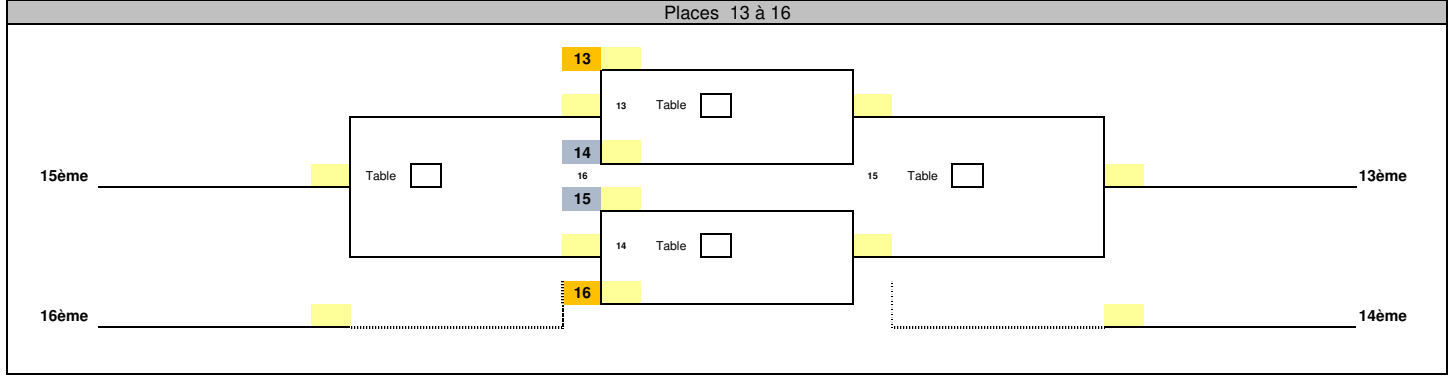 Places 13 à 16
13
13 Table
14
15ème Table 16 15 Table 13ème
15
14 Table
16
16ème 14ème